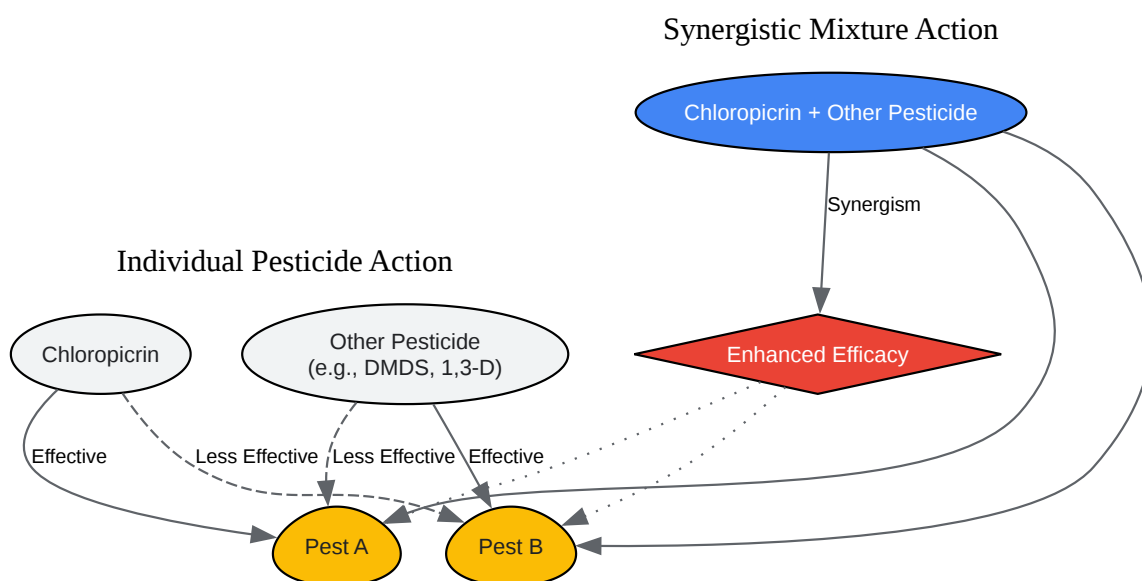 Synergistic Mixture Action
Chloropicrin + Other Pesticide
Synergism
Individual Pesticide Action
Chloropicrin
Other Pesticide
(e.g., DMDS, 1,3-D)
Enhanced Efficacy
Effective
Less Effective
Less Effective
Effective
Pest A
Pest B